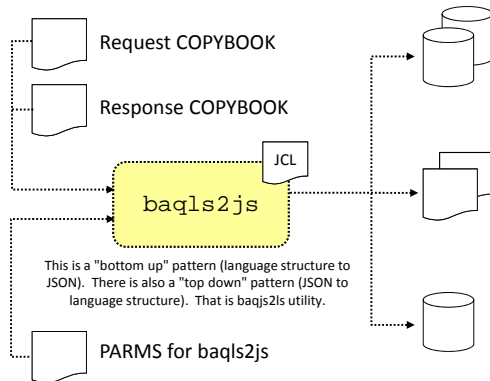 Request COPYBOOK
Response COPYBOOK
JCL
baqls2js
This is a "bottom up" pattern (language structure to
JSON). There is also a "top down" pattern (JSON to
language structure). That is baqjs2ls utility.
PARMS for baqls2js